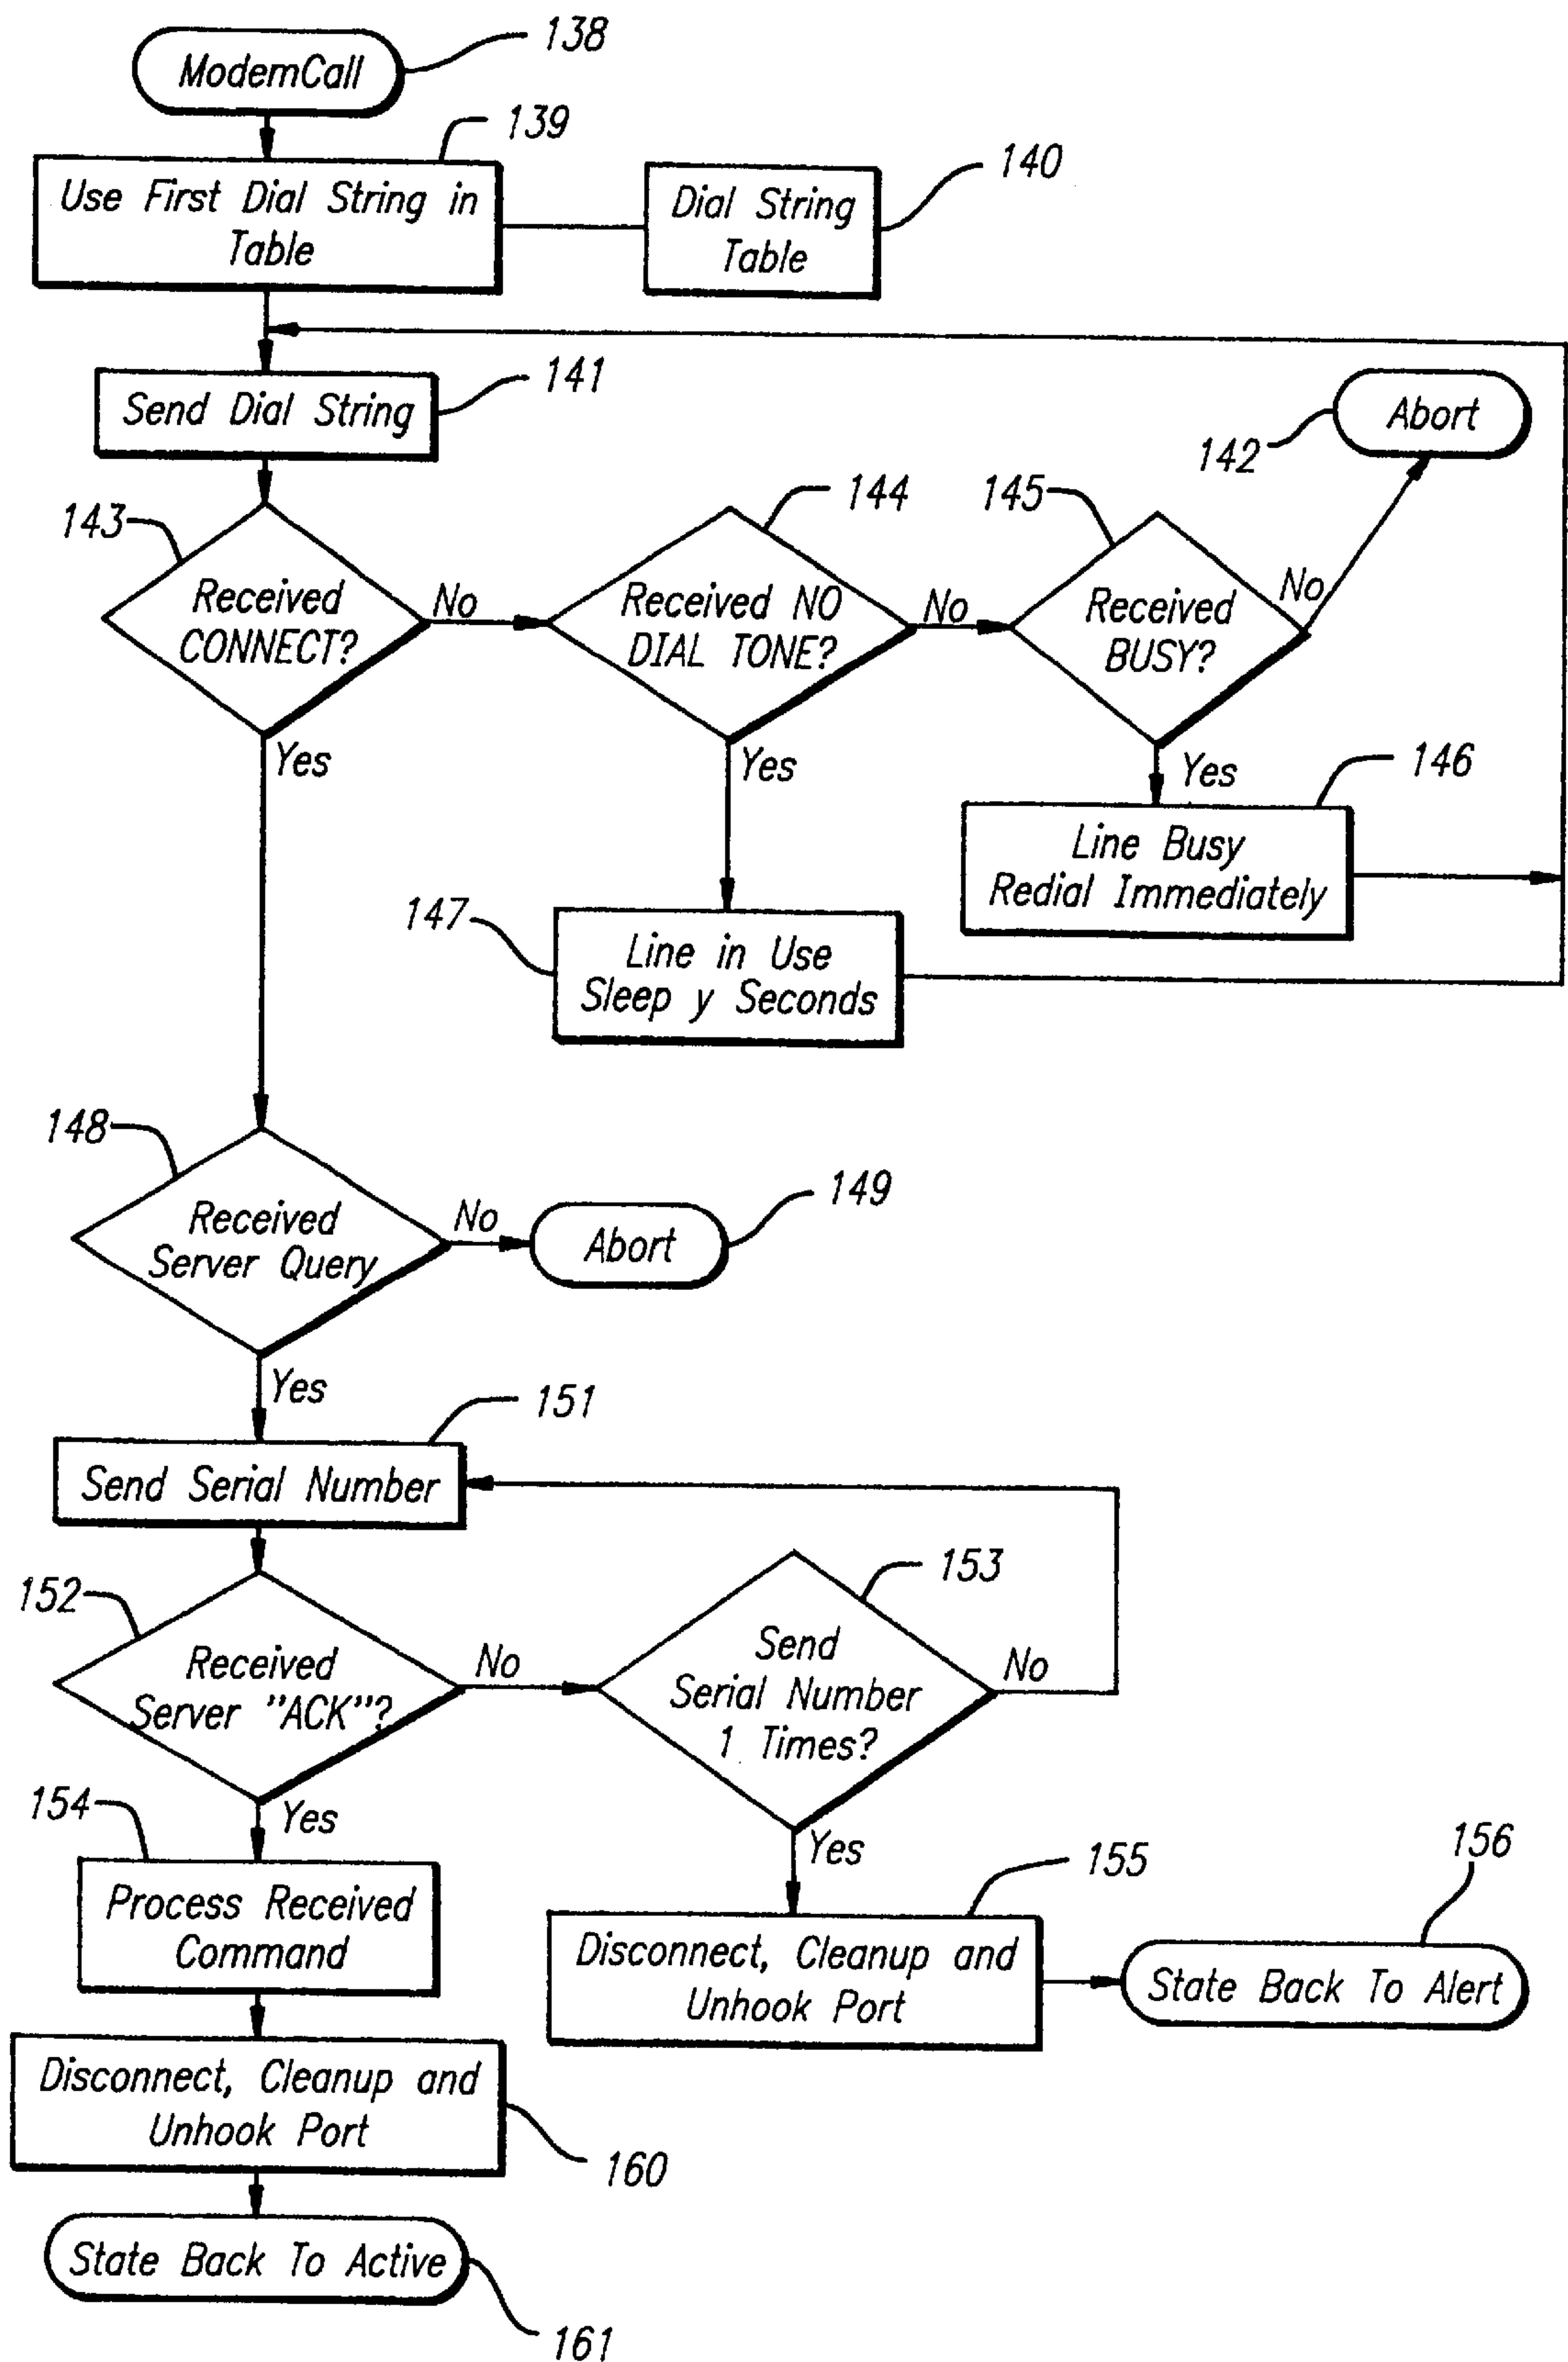 138
ModemCall
139
Use First Dial String in
Table
140
Dial String
Table
141
Send Dial String
142
Abort
143
Received
CONNECT?
No
Yes
144
Received NO
DIAL TONE?
No
Yes
145
Received
BUSY?
No
Yes
146
Line Busy
Redial Immediately
147
Line in Use
Sleep y Seconds
148
Received
Server Query
No
Yes
149
Abort
151
Send Serial Number
152
Received
Server "ACK"?
No
Yes
153
Send
Serial Number
1 Times?
No
Yes
154
Process Received
Command
155
Disconnect, Cleanup and
Unhook Port
156
State Back To Alert
Disconnect, Cleanup and
Unhook Port
160
State Back To Active
161